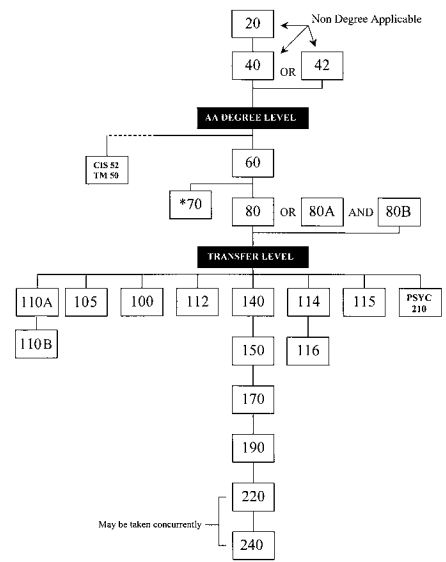 20
Non Degree Applicable
40 OR 42
AA DEGREE LEVEL
CIS 52
TM 50
60
*70
80 OR 80A AND 80B
TRANSFER LEVEL
110A 105 100 112 140 114 115 PSYC
210
110B 150 116
170
190
220
May be taken concurrently
240